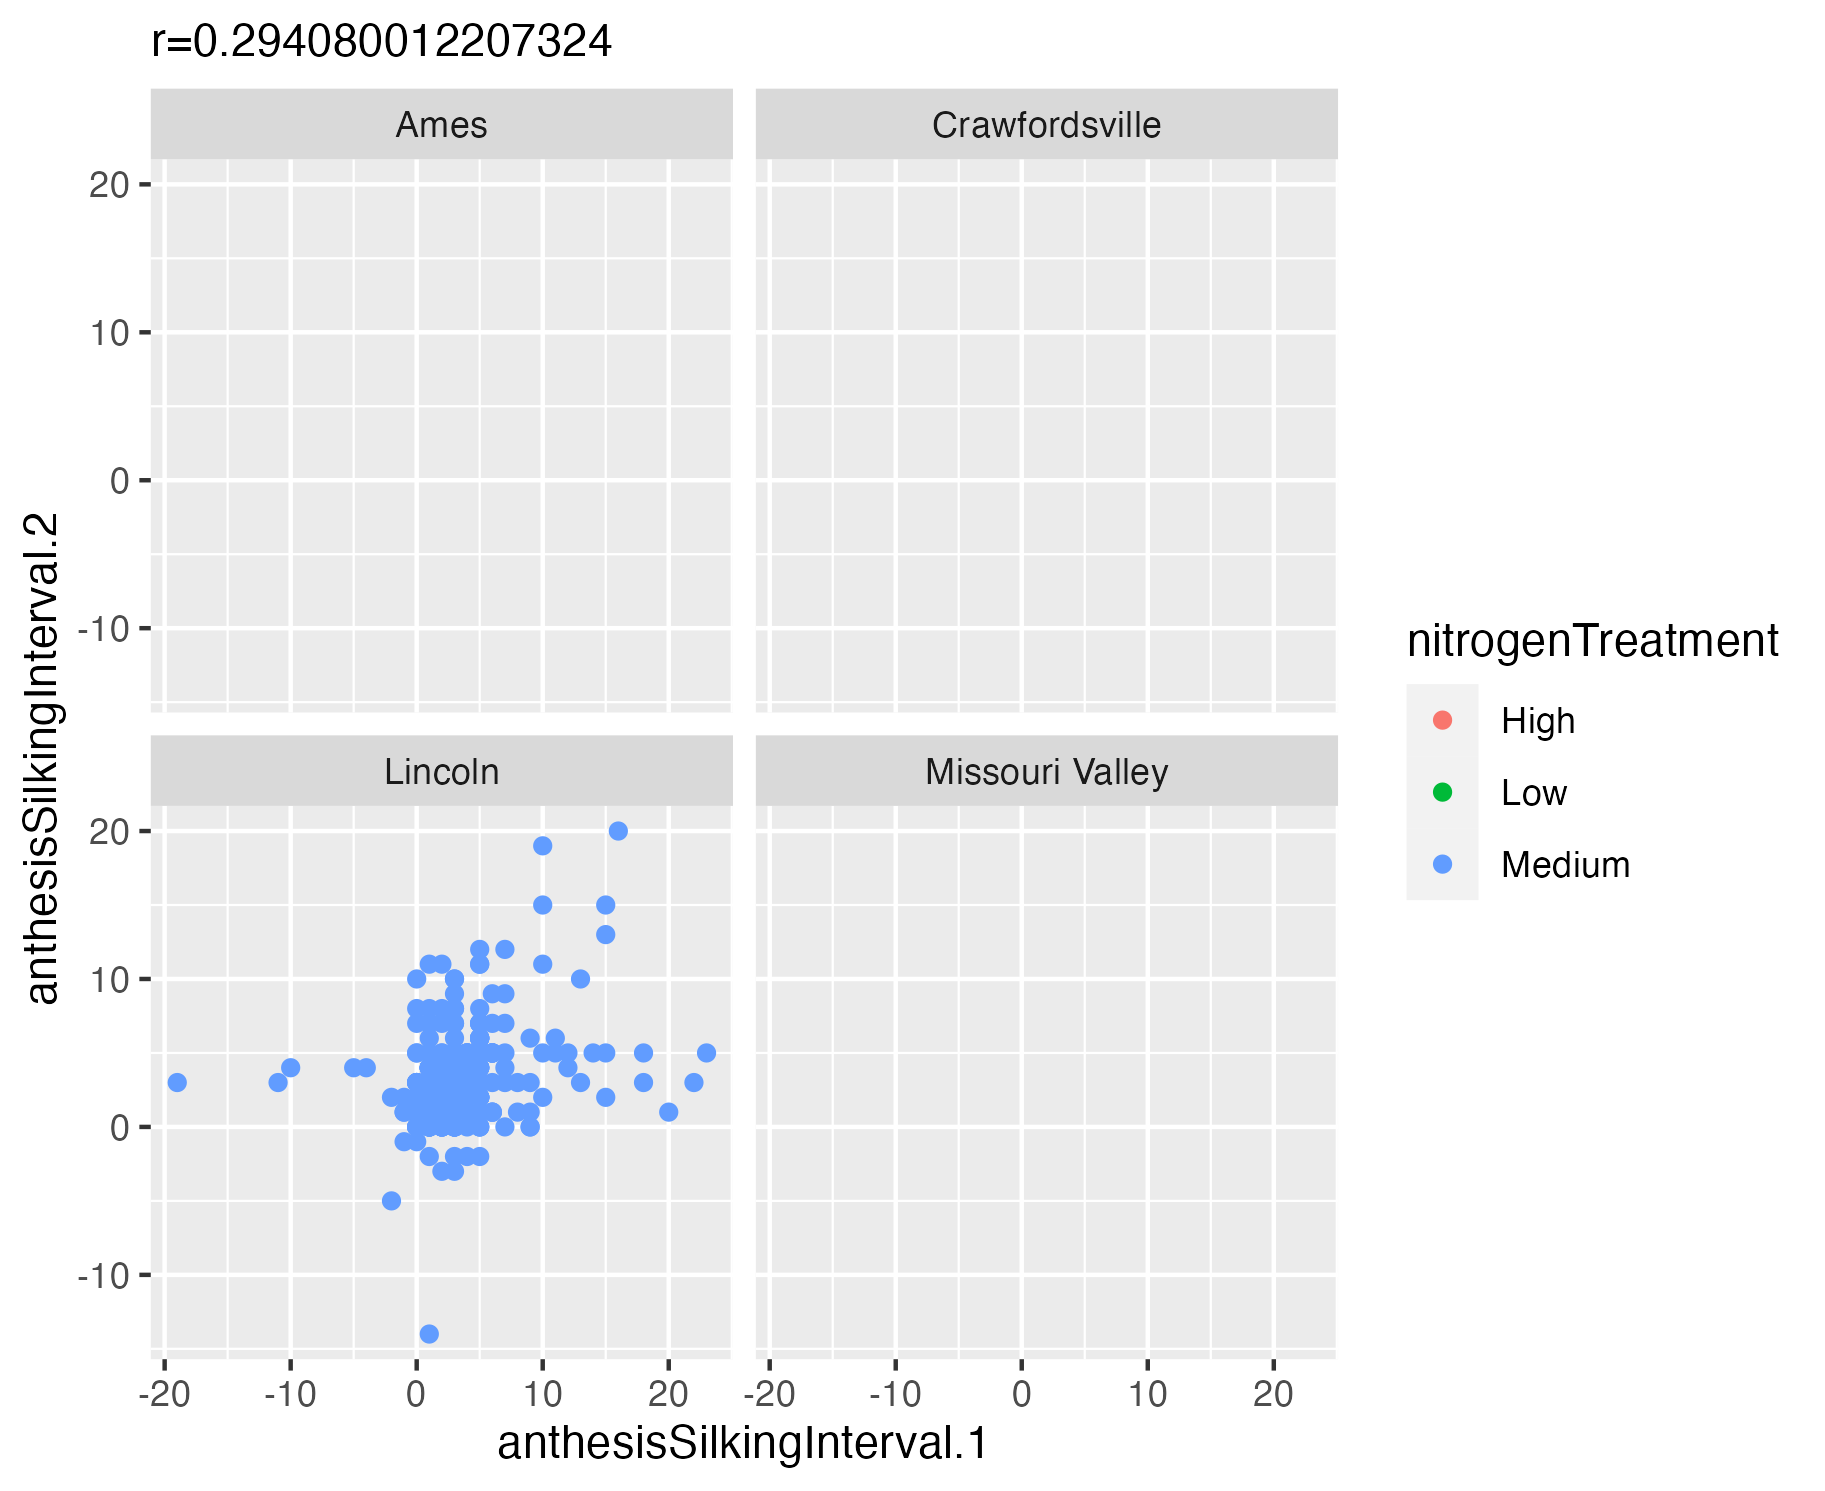 r=0.294080012207324
Ames
Crawfordsville
20
10
0
-10
Lincoln
Missouri Valley
20
10
0
-10
-20 -10 0 10 20 -20 -10 0 10 20
anthesisSilkingInterval.1
anthesisSilkingInterval.2
nitrogenTreatment
High
Low
Medium